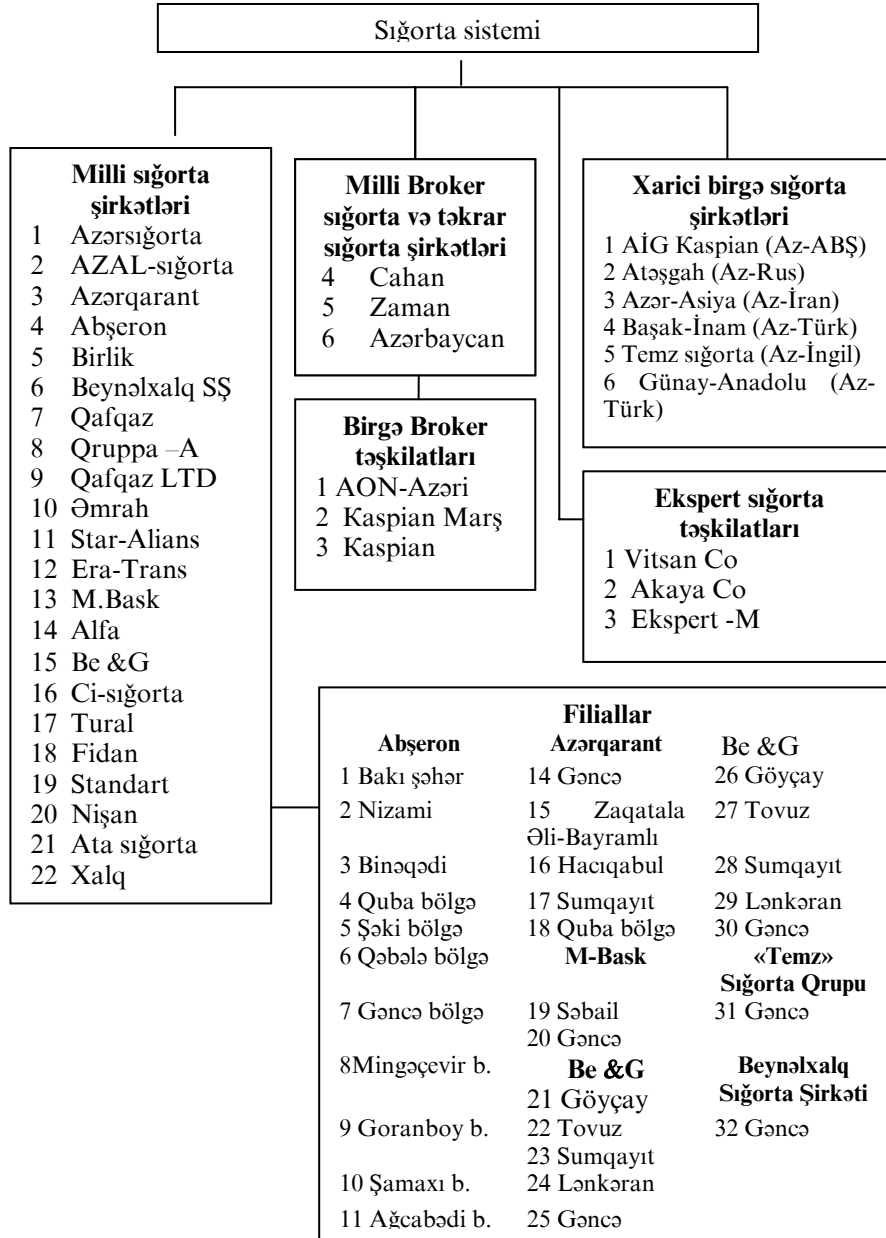 Sığorta sistemi
Milli sığorta
şirkətləri
1 Azərsığorta
2 AZAL-sığorta
3 Azərqarant
4 Abşeron
5 Birlik
6 Beynəlxalq SŞ
7 Qafqaz
8 Qruppa –A
9 Qafqaz LTD
10 Əmrah
11 Star-Alians
12 Era-Trans
13 M.Bask
14 Alfa
15 Be &G
16 Ci-sığorta
17 Tural
18 Fidan
19 Standart
20 Nişan
21 Ata sığorta
22 Xalq
Milli Broker
sığorta və təkrar
sığorta şirkətləri
4 Cahan
5 Zaman
6 Azərbaycan
Birgə Broker
təşkilatları
1 AON-Azəri
2 Kaspian Marş
3 Kaspian
Xarici birgə sığorta
şirkətləri
1 AİG Kaspian (Az-ABŞ)
2 Atəşgah (Az-Rus)
3 Azər-Asiya (Az-İran)
4 Başak-İnam (Az-Türk)
5 Temz sığorta (Az-İngil)
6 Günay-Anadolu (Az-
Türk)
Ekspert sığorta
təşkilatları
1 Vitsan Co
2 Akaya Co
3 Ekspert -M
Filiallar
Abşeron
1 Bakı şəhər
2 Nizami
3 Binəqədi
4 Quba bölgə
5 Şəki bölgə
6 Qəbələ bölgə
7 Gəncə bölgə
8Mingəçevir b.
9 Goranboy b.
10 Şamaxı b.
11 Ağcabədi b.
Azərqarant
14 Gəncə
15 Zaqatala
Əli-Bayramlı
16 Hacıqabul
17 Sumqayıt
18 Quba bölgə
M-Bask
19 Səbail
20 Gəncə
Be &G
21 Göyçay
22 Tovuz
23 Sumqayıt
24 Lənkəran
25 Gəncə
Be &G
26 Göyçay
27 Tovuz
28 Sumqayıt
29 Lənkəran
30 Gəncə
«Temz»
Sığorta Qrupu
31 Gəncə
Beynəlxalq
Sığorta Şirkəti
32 Gəncə